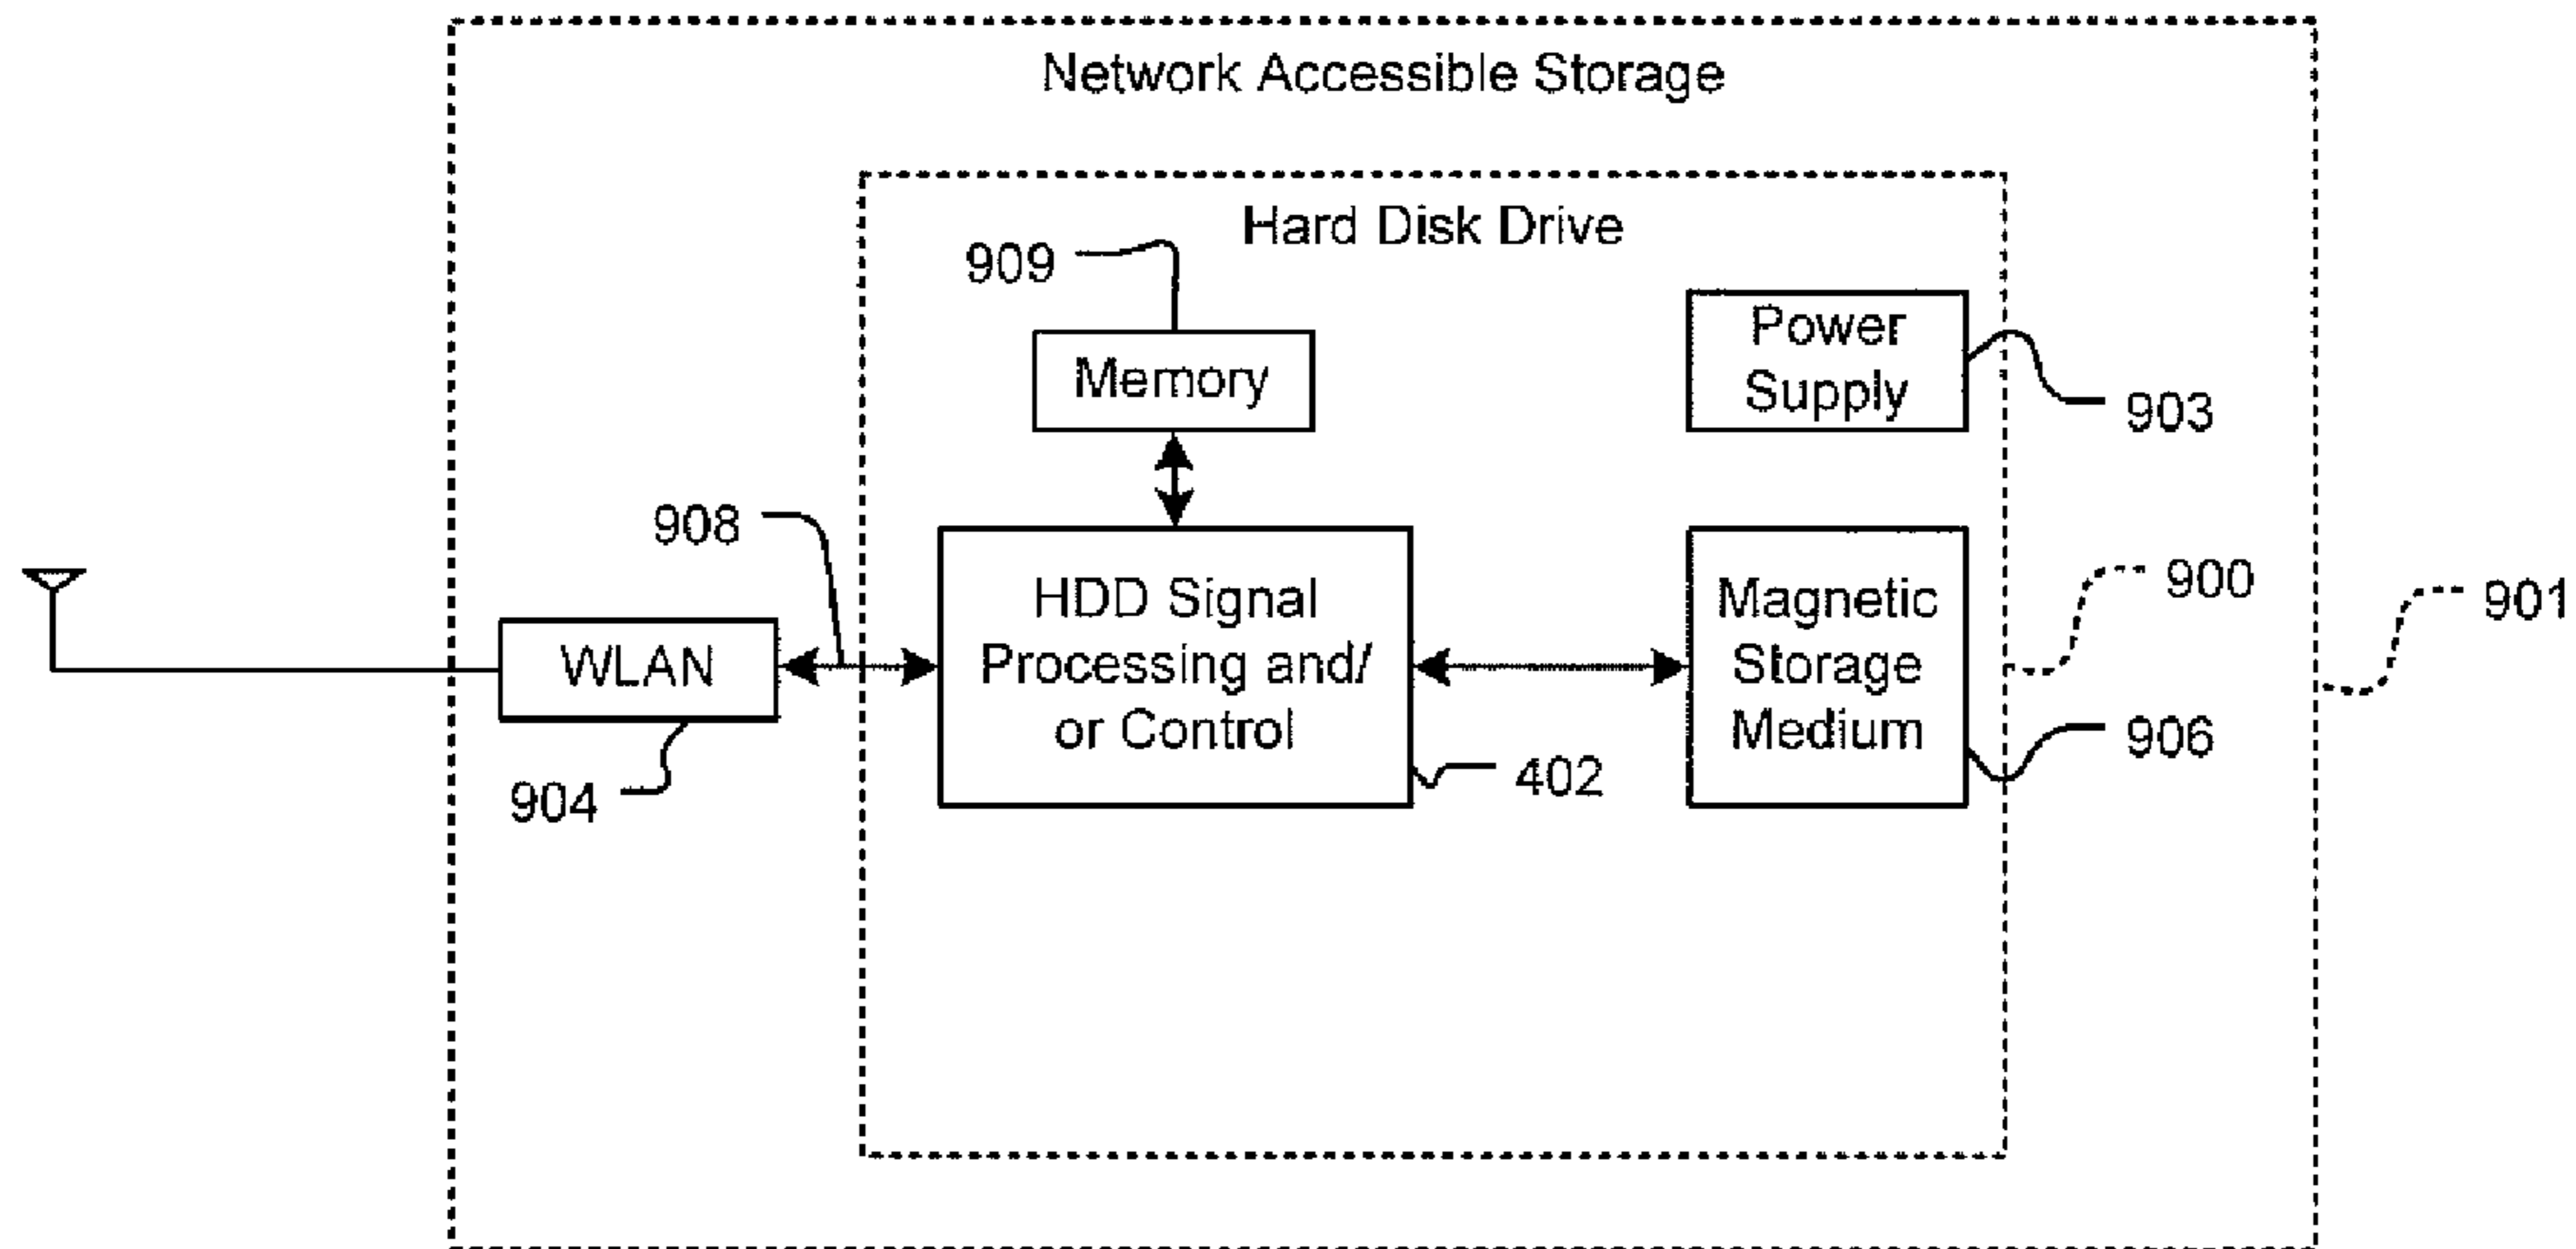 Network Accessible Storage
Hard Disk Drive
909
Memory
Power
Supply
903
908
HDD Signal
Processing and/
or Control
Magnetic
Storage
Medium
900
901
WLAN
904
402
906